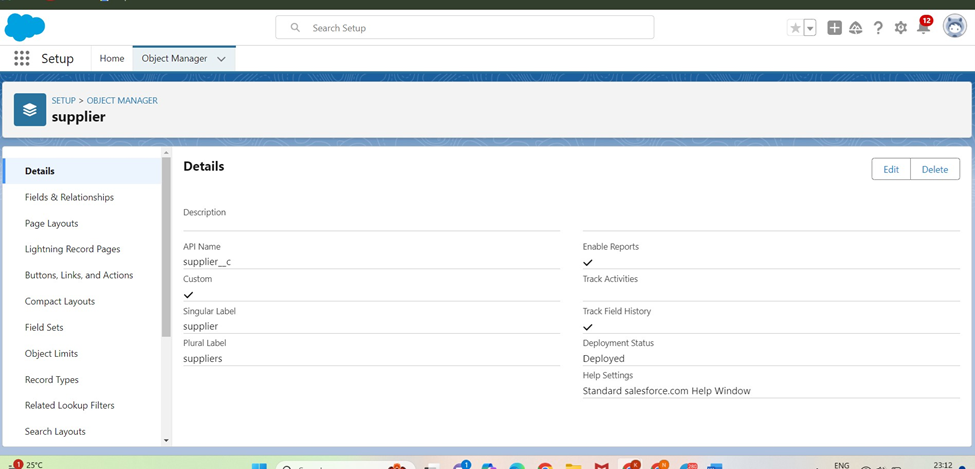 Search Setup
12
Setup
Home
Object Manager
SETUP > OBJECT MANAGER
supplier
Details
Fields & Relationships
Page Layouts
Lightning Record Pages
Buttons, Links, and Actions
Compact Layouts
Field Sets
Object Limits
Record Types
Related Lookup Filters
Search Layouts
Details
Edit
Delete
Description
API Name
supplier__c
Custom
Singular Label
supplier
Plural Label
suppliers
Enable Reports
Track Activities
Track Field History
Deployment Status
Deployed
Help Settings
Standard salesforce.com Help Window
1
25°C
1
ENG
23:12